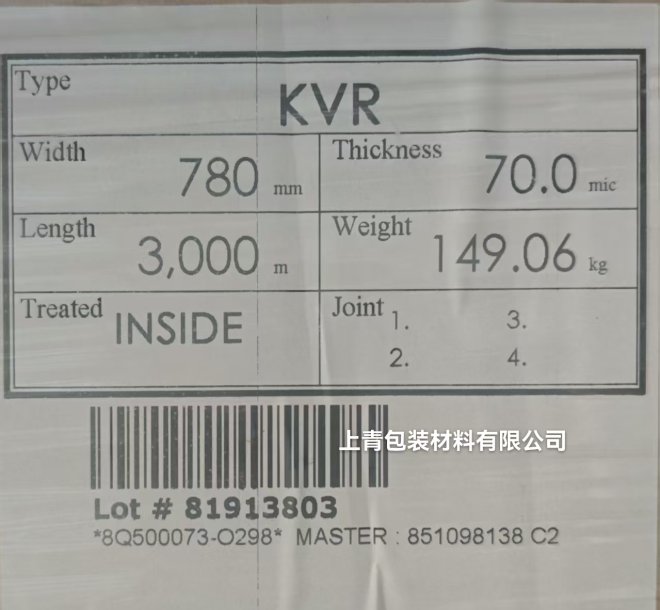 Type
KVR
Width 780 mm
Thickness 70.0 mic
Length 3,000 m
Weight 149.06 kg
Treated INSIDE
Joint 1. 3.
2. 4.
上青包装材料有限公司
Lot # 81913803
*8Q500073-O298* MASTER : 851098138 C2